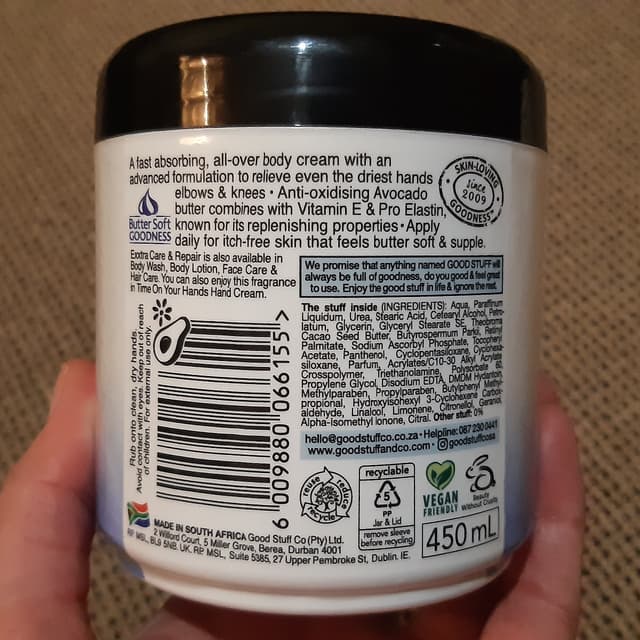 A fast absorbing, all-over body cream with an
advanced formulation to relieve even the driest hands
elbows & knees • Anti-oxidising Avocado
butter combines with Vitamin E & Pro Elastin,
known for its replenishing properties • Apply
daily for itch-free skin that feels butter soft & supple.
Butter Soft
GOODNESS
SKIN-LOVING
since
2009
GOODNESS
Exxtra Care & Repair is also available in
Body Wash, Body Lotion, Face Care &
Hair Care. You can also enjoy this fragrance
in Time On Your Hands Hand Cream.
We promise that anything named GOOD STUFF will
always be full of goodness, do you good & feel great
to use. Enjoy the good stuff in life & ignore the rest.
The stuff inside (INGREDIENTS): Aqua, Paraffinum
Liquidum, Urea, Stearic Acid, Cetearyl Alcohol, Petro-
latum, Glycerin, Glyceryl Stearate SE, Theobroma
Cacao Seed Butter, Butyrospermum Parkii, Retinyl
Palmitate, Sodium Ascorbyl Phosphate, Tocopheryl
Acetate, Panthenol, Cyclopentasiloxane, Cyclohexa-
siloxane, Parfum, Acrylates/C10-30 Alkyl Acrylate
Crosspolymer, Triethanolamine, Polysorbate 60,
Propylene Glycol, Disodium EDTA, DMDM Hydantoin,
Methylparaben, Propylparaben, Butylphenyl Methyl-
propional, Hydroxyisohexyl 3-Cyclohexene Carbox-
aldehyde, Linalool, Limonene, Citronellol, Geraniol,
Alpha-isomethyl ionone, Citral. Other stuff: 0%
Rub onto clean, dry hands.
Avoid contact with eyes. Keep out of reach
of children. For external use only.
6 009880 066155 >
hello@goodstuffco.co.za • Helpline: 087 230 0441
www.goodstuffandco.com • goodstuffcosa
reduce
reuse
recycle
recyclable
5
PP
Jar & Lid
remove sleeve
before recycling
VEGAN
FRIENDLY
Beauty
Without Cruelty
450 mL
MADE IN SOUTH AFRICA Good Stuff Co (Pty) Ltd.
2 Wilford Court, 5 Miller Grove, Berea, Durban 4001
RP. MSL, BL9 5NB. UK. RP. MSL, Suite 5385, 27 Upper Pembroke St, Dublin. IE.